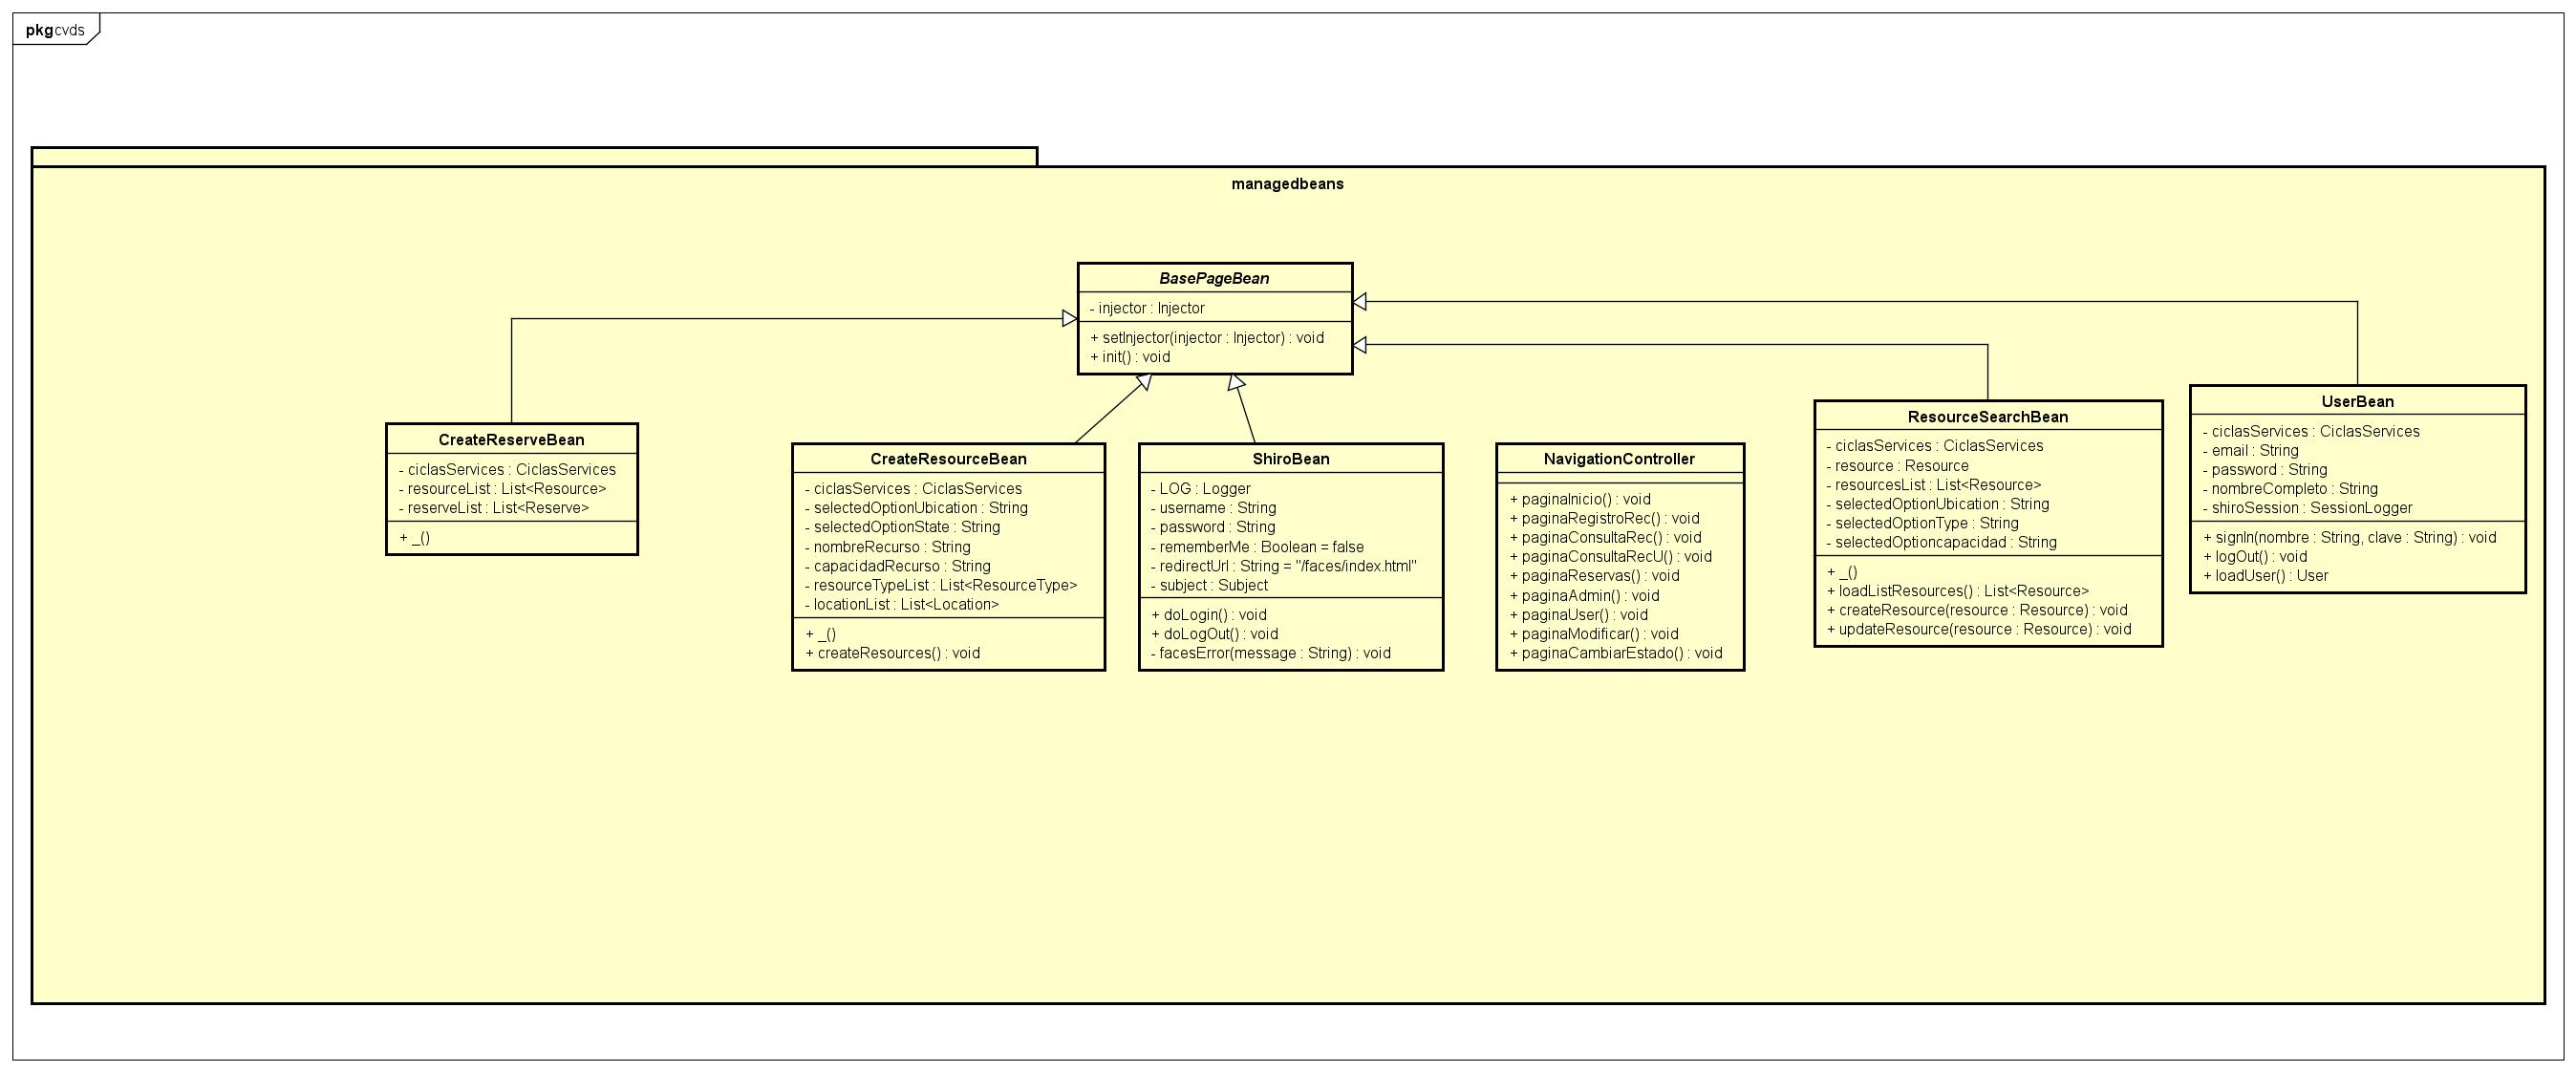 pkg cvds
managedbeans
BasePageBean
- injector : Injector
+ setInjector(injector : Injector) : void
+ init() : void
CreateReserveBean
- ciclasServices : CiclasServices
- resourceList : List<Resource>
- reserveList : List<Reserve>
+ _()
CreateResourceBean
- ciclasServices : CiclasServices
- selectedOptionUbication : String
- selectedOptionState : String
- nombreRecurso : String
- capacidadRecurso : String
- resourceTypeList : List<ResourceType>
- locationList : List<Location>
+ _()
+ createResources() : void
ShiroBean
- LOG : Logger
- username : String
- password : String
- rememberMe : Boolean = false
- redirectUrl : String = "/faces/index.html"
- subject : Subject
+ doLogin() : void
+ doLogOut() : void
- facesError(message : String) : void
NavigationController
+ paginaInicio() : void
+ paginaRegistroRec() : void
+ paginaConsultaRec() : void
+ paginaConsultaRecU() : void
+ paginaReservas() : void
+ paginaAdmin() : void
+ paginaUser() : void
+ paginaModificar() : void
+ paginaCambiarEstado() : void
ResourceSearchBean
- ciclasServices : CiclasServices
- resource : Resource
- resourcesList : List<Resource>
- selectedOptionUbication : String
- selectedOptionType : String
- selectedOptioncapacidad : String
+ _()
+ loadListResources() : List<Resource>
+ createResource(resource : Resource) : void
+ updateResource(resource : Resource) : void
UserBean
- ciclasServices : CiclasServices
- email : String
- password : String
- nombreCompleto : String
- shiroSession : SessionLogger
+ signIn(nombre : String, clave : String) : void
+ logOut() : void
+ loadUser() : User